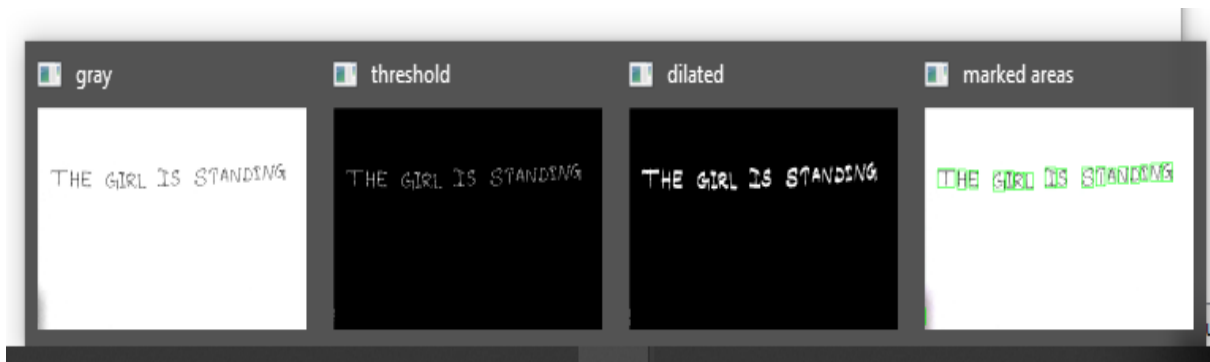 gray threshold dilated marked areas
THE GIRL IS STANDING THE GIRL IS STANDING THE GIRL IS STANDING THE GIRL IS STANDING